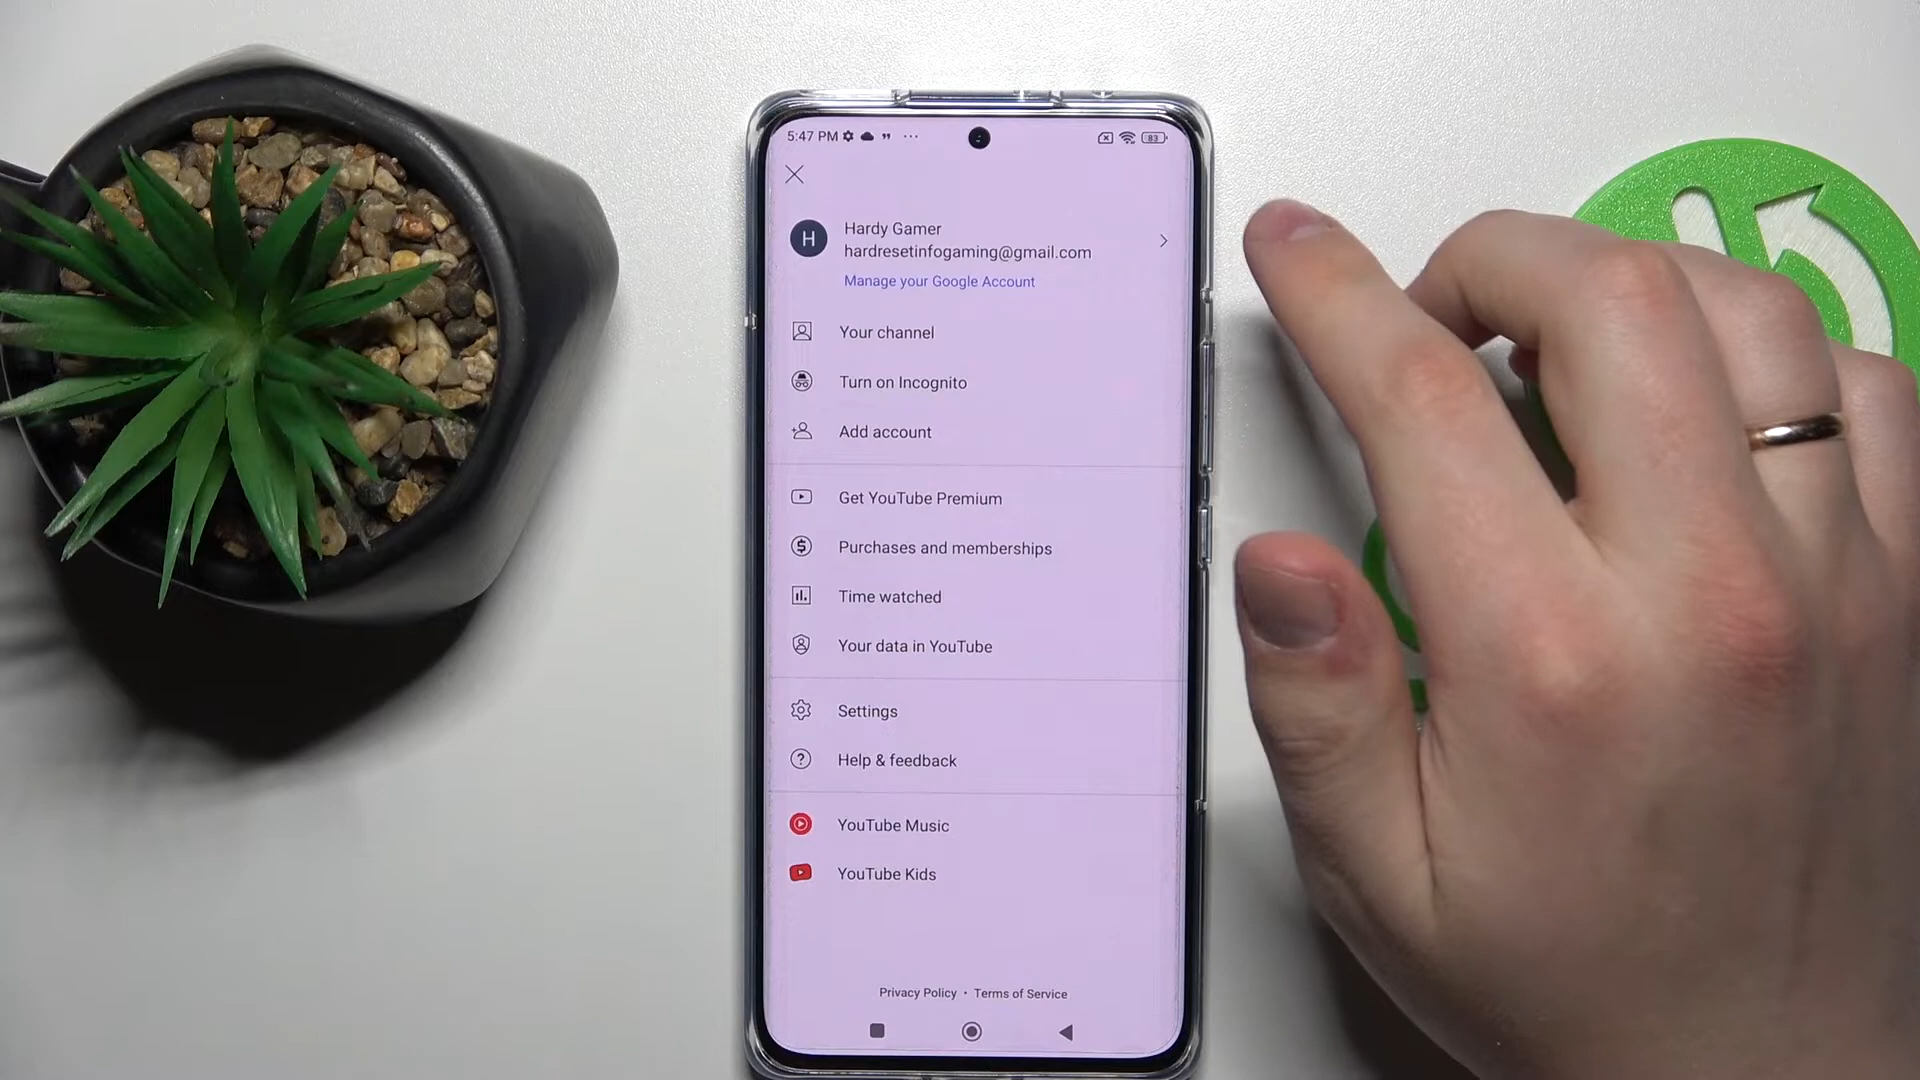 5:47 PM
83
H
Hardy Gamer
hardresetinfogaming@gmail.com
Manage your Google Account
Your channel
Turn on Incognito
Add account
Get YouTube Premium
Purchases and memberships
Time watched
Your data in YouTube
Settings
Help & feedback
YouTube Music
YouTube Kids
Privacy Policy • Terms of Service